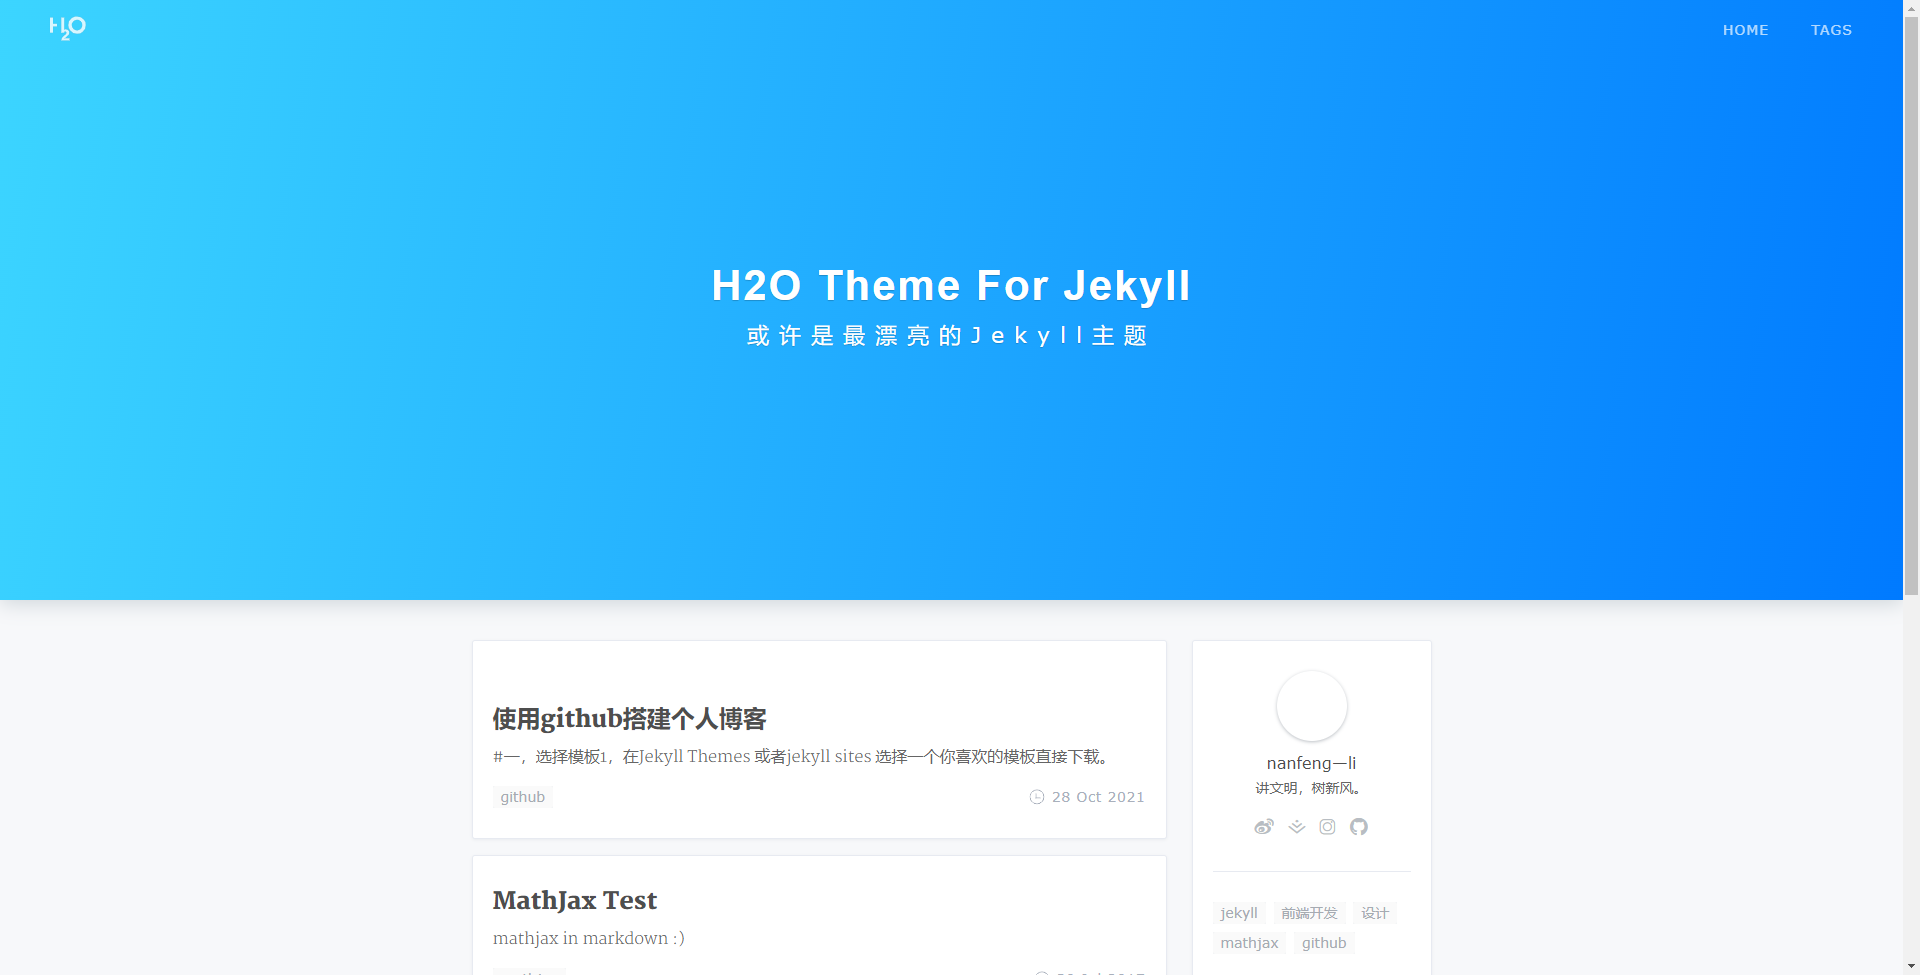 H2O
HOME
TAGS
H2O Theme For Jekyll
或许是最漂亮的Jekyll主题
使用github搭建个人博客
#一，选择模板1，在Jekyll Themes 或者jekyll sites 选择一个你喜欢的模板直接下载。
github
28 Oct 2021
MathJax Test
mathjax in markdown :)
nanfeng—li
讲文明，树新风。
jekyll
前端开发
设计
mathjax
github